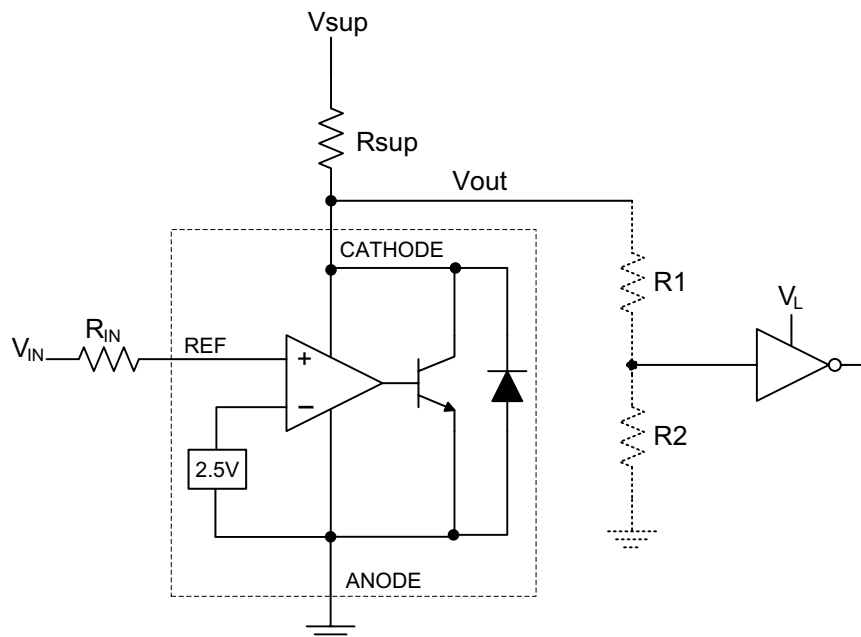 Vsup
Rsup
Vout
CATHODE
R1
RIN
VL
VIN
REF
+
−
R2
2.5V
ANODE